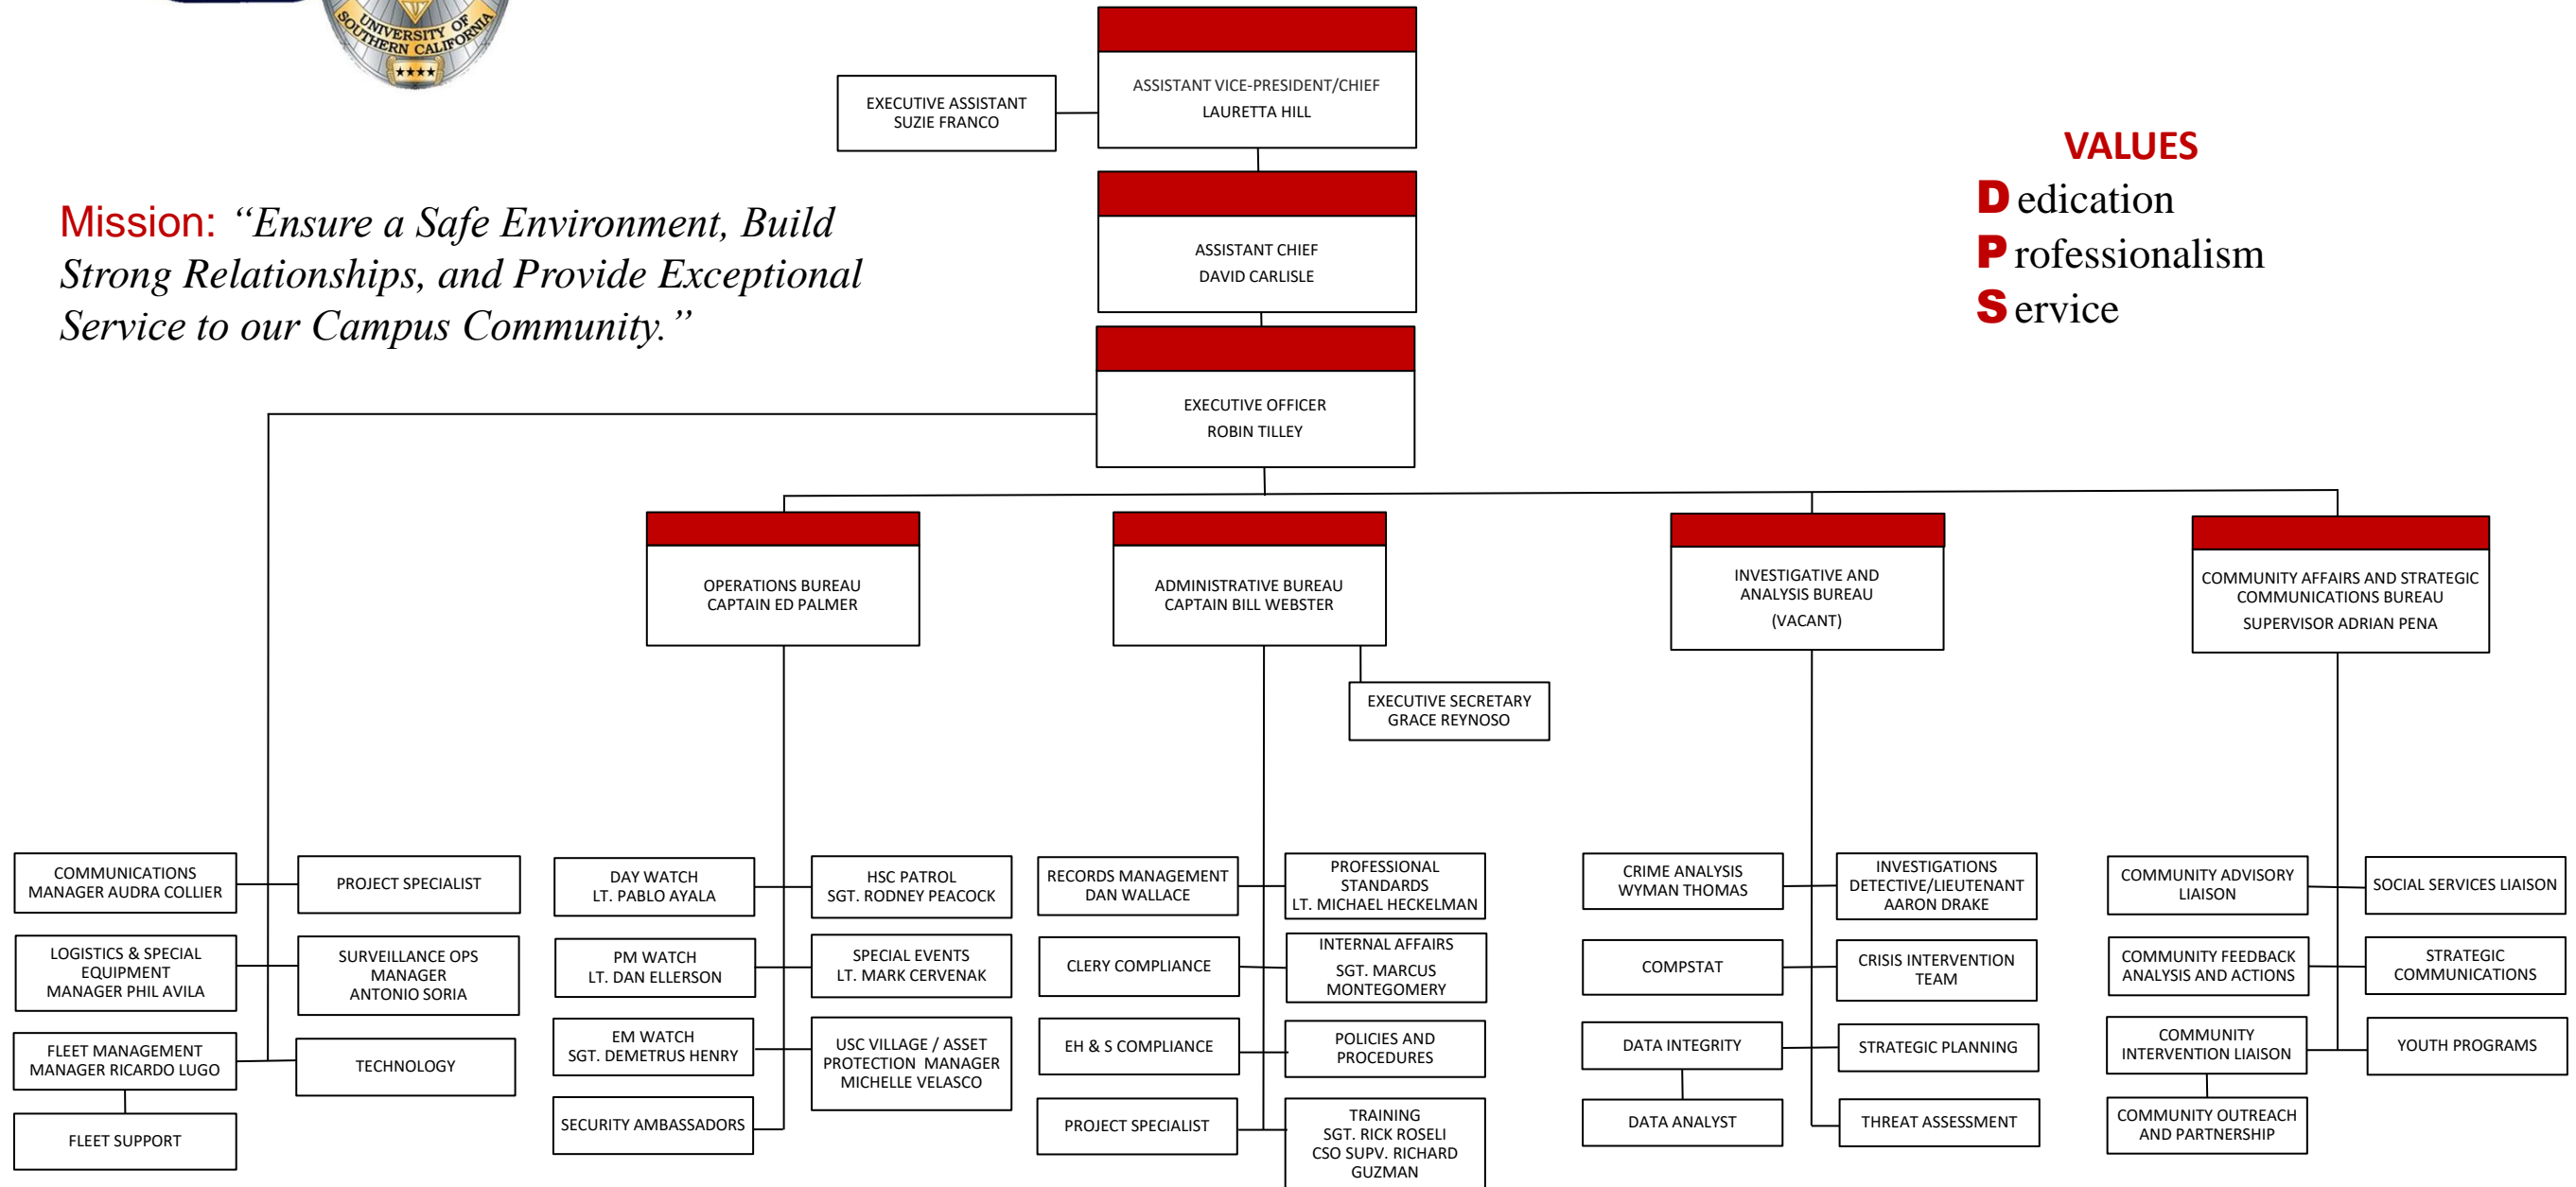 UNIVERSITY OF
SOUTHERN CALIFORNIA
ASSISTANT VICE-PRESIDENT/CHIEF
LAURETTA HILL
EXECUTIVE ASSISTANT
SUZIE FRANCO
VALUES
Dedication
Professionalism
Service
Mission: “Ensure a Safe Environment, Build
Strong Relationships, and Provide Exceptional
Service to our Campus Community.”
ASSISTANT CHIEF
DAVID CARLISLE
EXECUTIVE OFFICER
ROBIN TILLEY
OPERATIONS BUREAU
CAPTAIN ED PALMER
ADMINISTRATIVE BUREAU
CAPTAIN BILL WEBSTER
INVESTIGATIVE AND
ANALYSIS BUREAU
(VACANT)
COMMUNITY AFFAIRS AND STRATEGIC
COMMUNICATIONS BUREAU
SUPERVISOR ADRIAN PENA
EXECUTIVE SECRETARY
GRACE REYNOSO
COMMUNICATIONS
MANAGER AUDRA COLLIER
PROJECT SPECIALIST
LOGISTICS & SPECIAL
EQUIPMENT
MANAGER PHIL AVILA
SURVEILLANCE OPS
MANAGER
ANTONIO SORIA
FLEET MANAGEMENT
MANAGER RICARDO LUGO
TECHNOLOGY
FLEET SUPPORT
DAY WATCH
LT. PABLO AYALA
HSC PATROL
SGT. RODNEY PEACOCK
PM WATCH
LT. DAN ELLERSON
SPECIAL EVENTS
LT. MARK CERVENAK
EM WATCH
SGT. DEMETRUS HENRY
USC VILLAGE / ASSET
PROTECTION MANAGER
MICHELLE VELASCO
SECURITY AMBASSADORS
RECORDS MANAGEMENT
DAN WALLACE
PROFESSIONAL
STANDARDS
LT. MICHAEL HECKELMAN
CLERY COMPLIANCE
INTERNAL AFFAIRS
SGT. MARCUS
MONTEGOMERY
EH & S COMPLIANCE
POLICIES AND
PROCEDURES
PROJECT SPECIALIST
TRAINING
SGT. RICK ROSELI
CSO SUPV. RICHARD
GUZMAN
CRIME ANALYSIS
WYMAN THOMAS
INVESTIGATIONS
DETECTIVE/LIEUTENANT
AARON DRAKE
COMPSTAT
CRISIS INTERVENTION
TEAM
DATA INTEGRITY
STRATEGIC PLANNING
DATA ANALYST
THREAT ASSESSMENT
COMMUNITY ADVISORY
LIAISON
SOCIAL SERVICES LIAISON
COMMUNITY FEEDBACK
ANALYSIS AND ACTIONS
STRATEGIC
COMMUNICATIONS
COMMUNITY
INTERVENTION LIAISON
YOUTH PROGRAMS
COMMUNITY OUTREACH
AND PARTNERSHIP